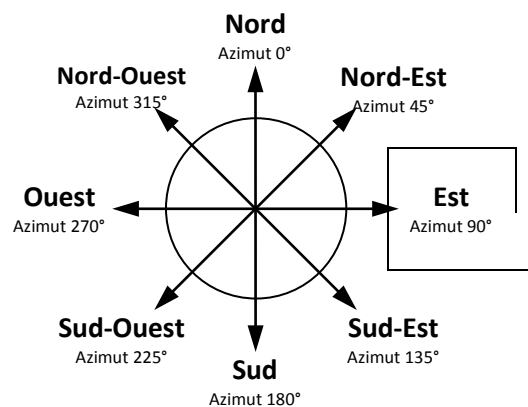 Nord
Azimut 0°
Nord-Ouest
Azimut 315°
Nord-Est
Azimut 45°
Ouest
Azimut 270°
Est
Azimut 90°
Sud-Ouest
Azimut 225°
Sud-Est
Azimut 135°
Sud
Azimut 180°